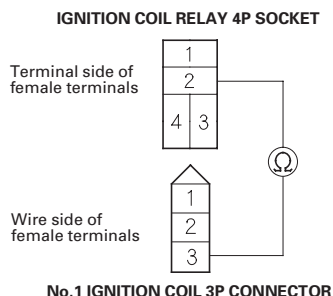 IGNITION COIL RELAY 4P SOCKET
Terminal side of
female terminals
1
2
4 3
Ω
Wire side of
female terminals
1
2
3
No.1 IGNITION COIL 3P CONNECTOR